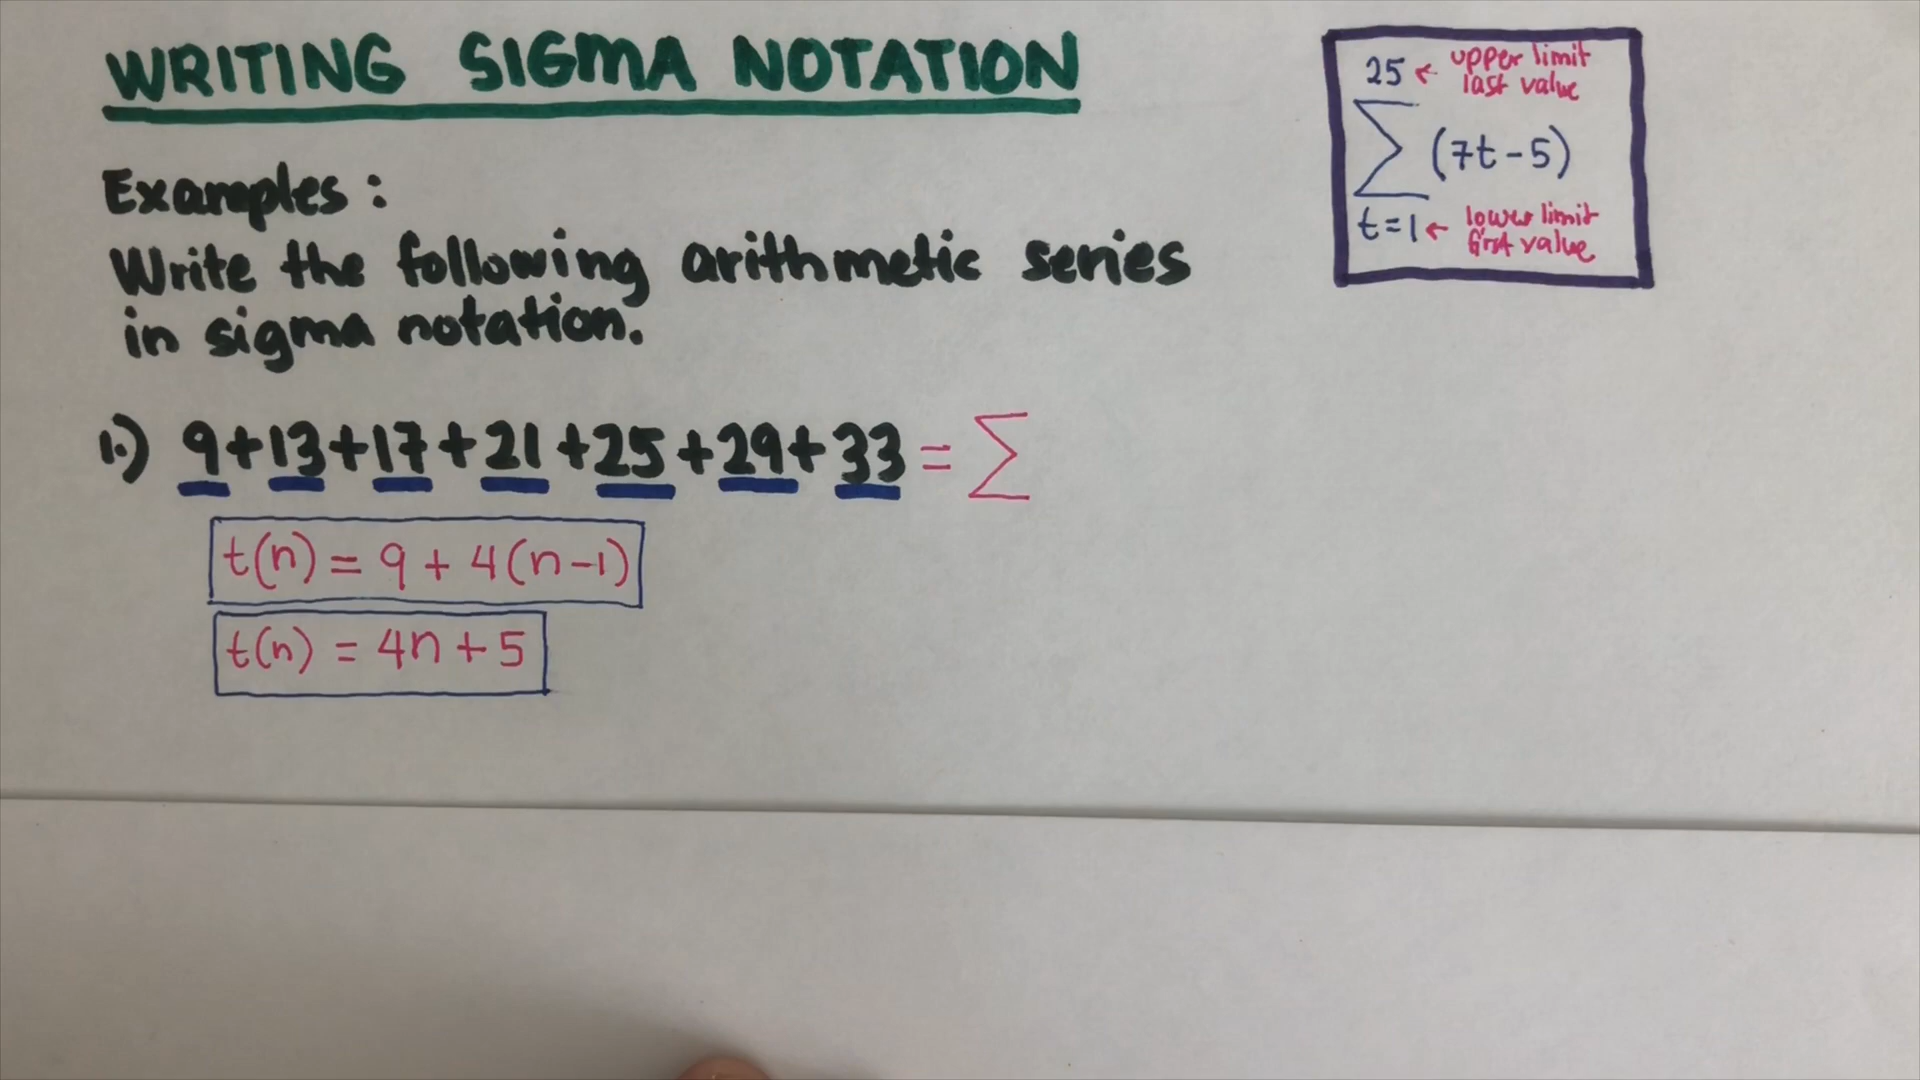 WRITING SIGMA NOTATION
Examples:
Write the following arithmetic series
in sigma notation.
1.) 9+13+17+21+25+29+33 = Σ
t(n) = 9 + 4(n-1)
t(n) = 4n + 5
25 ← upper limit
last value
Σ (7t-5)
t=1 ← lower limit
first value